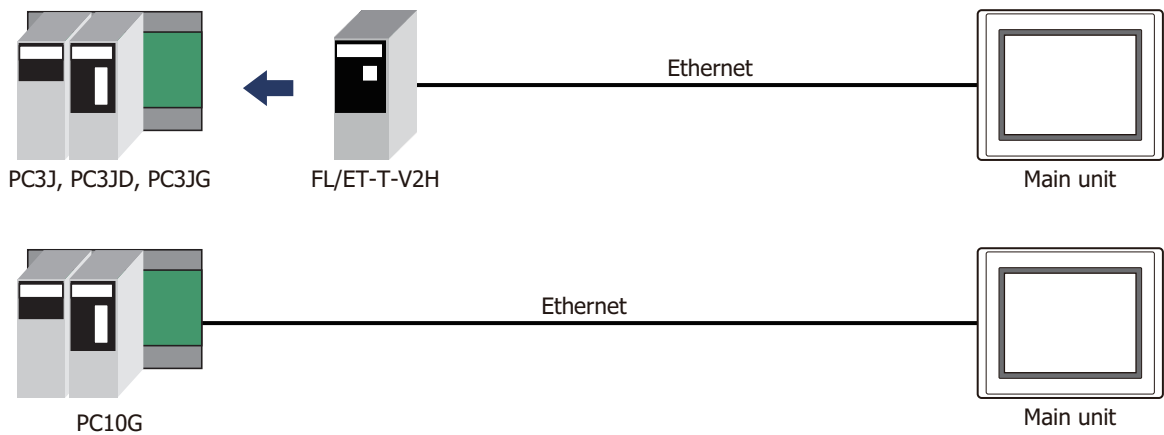 Ethernet
PC3J, PC3JD, PC3JG
FL/ET-T-V2H
Main unit
Ethernet
PC10G
Main unit